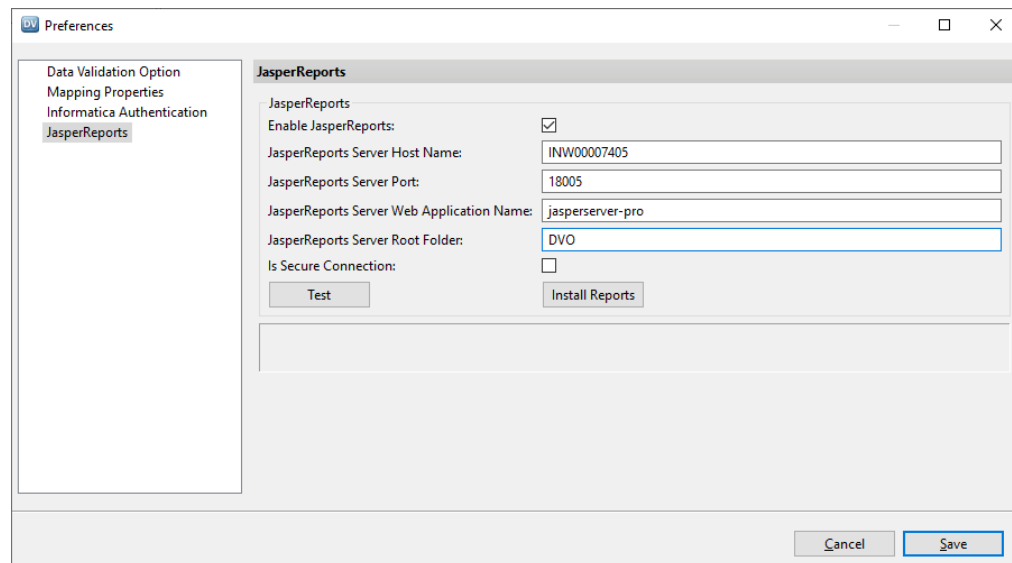 DV Preferences
Data Validation Option
Mapping Properties
Informatica Authentication
JasperReports
JasperReports
JasperReports
Enable JasperReports:
JasperReports Server Host Name: INW00007405
JasperReports Server Port: 18005
JasperReports Server Web Application Name: jasperserver-pro
JasperReports Server Root Folder: DVO
Is Secure Connection:
Test Install Reports
Cancel Save